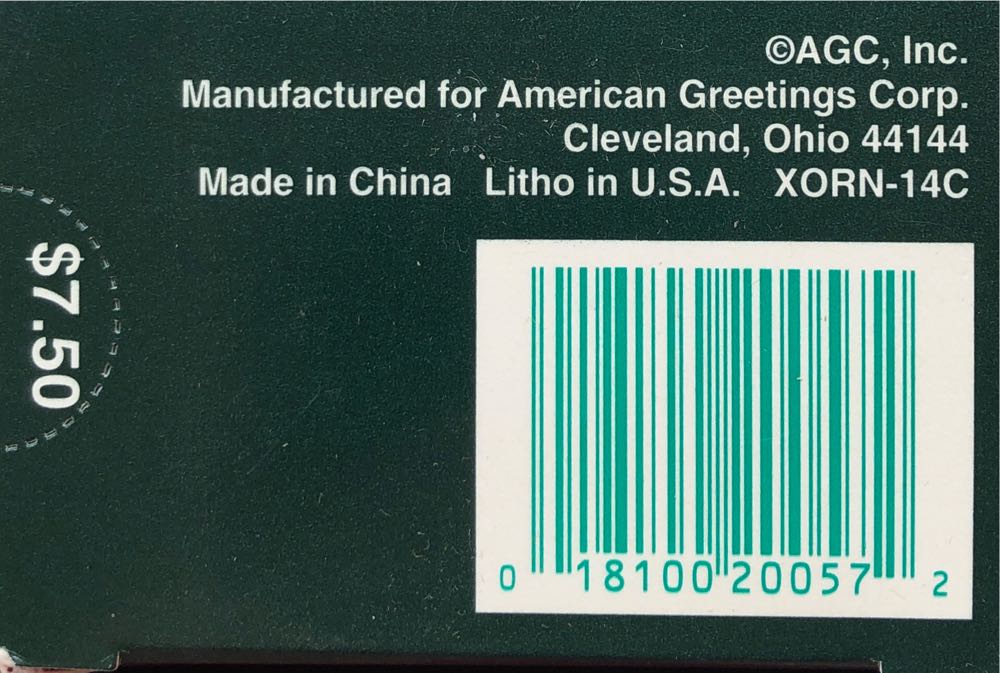 ©AGC, Inc.
Manufactured for American Greetings Corp.
Cleveland, Ohio 44144
Made in China Litho in U.S.A. XORN-14C
$7.50
0 18100 20057 2